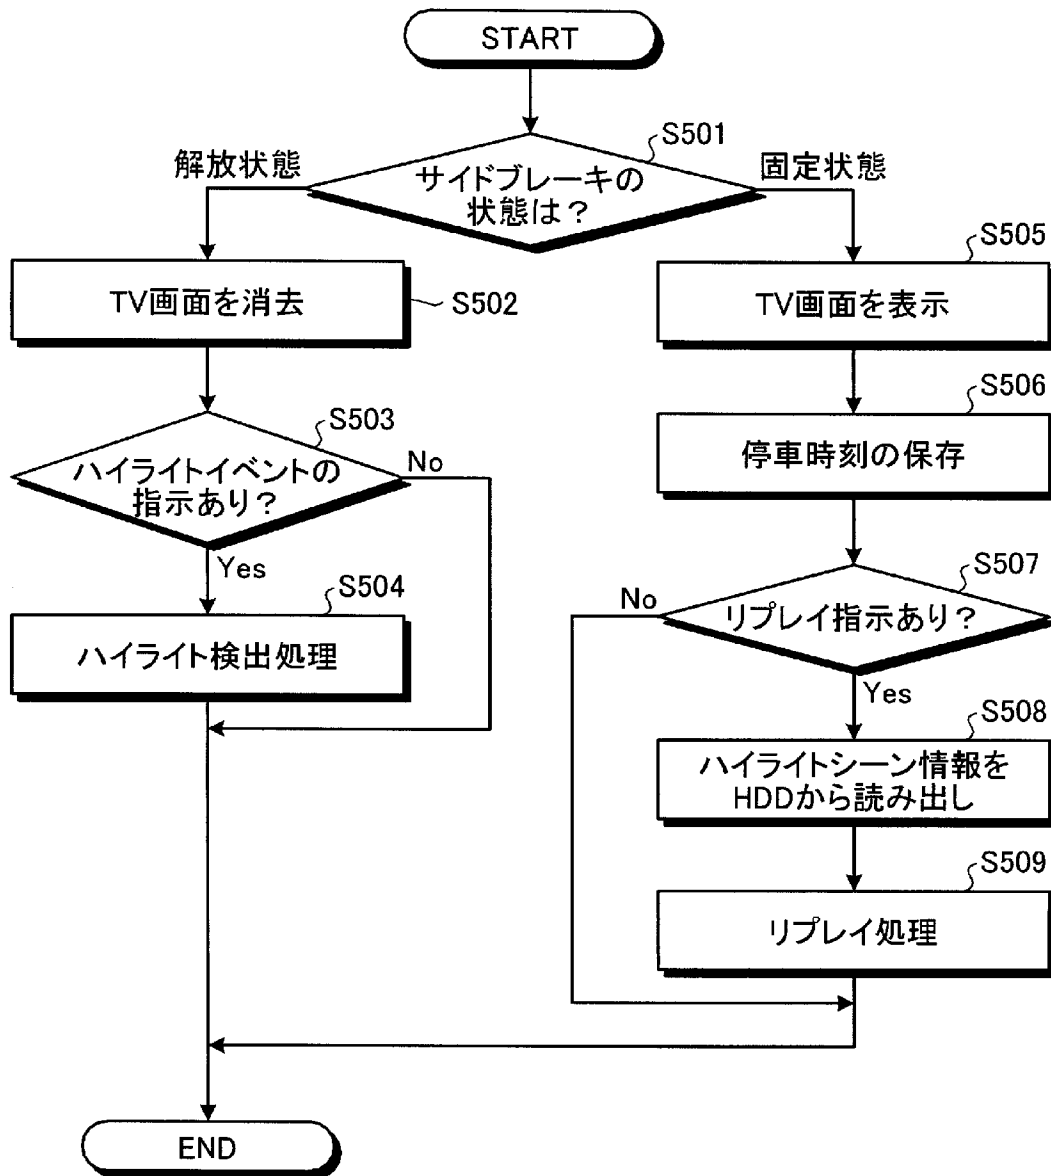 START
S501
解放状態
サイドブレーキの
状態は?
固定状態
TV画面を消去
S502
S503
ハイライトイベントの
指示あり?
No
Yes
S504
ハイライト検出処理
S505
TV画面を表示
S506
停車時刻の保存
S507
No
リプレイ指示あり?
Yes
S508
ハイライトシーン情報を
HDDから読み出し
S509
リプレイ処理
END